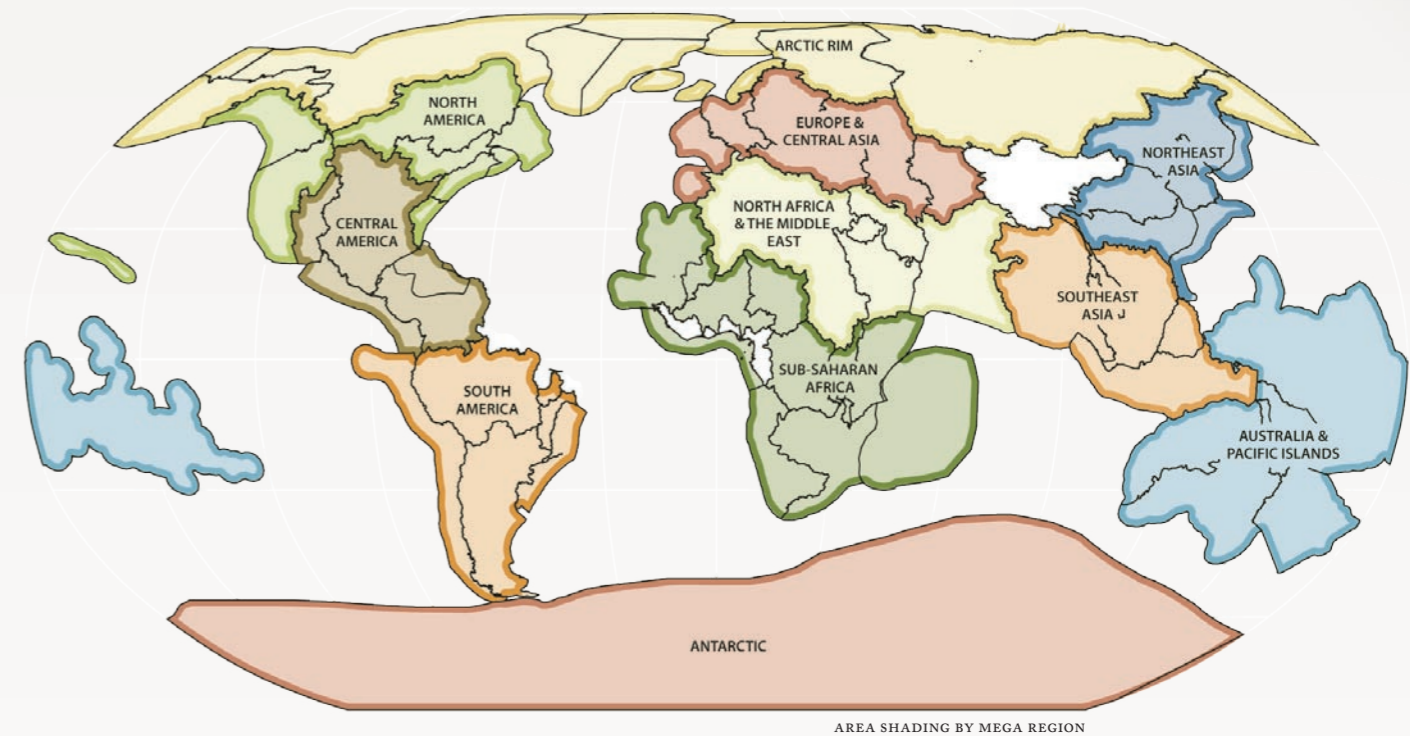 ARCTIC RIM
NORTH
AMERICA
EUROPE &
CENTRAL ASIA
NORTHEAST
ASIA
NORTH AFRICA
& THE MIDDLE
EAST
CENTRAL
AMERICA
SOUTHEAST
ASIA
SUB-SAHARAN
AFRICA
SOUTH
AMERICA
AUSTRALIA &
PACIFIC ISLANDS
ANTARCTIC
AREA SHADING BY MEGA REGION